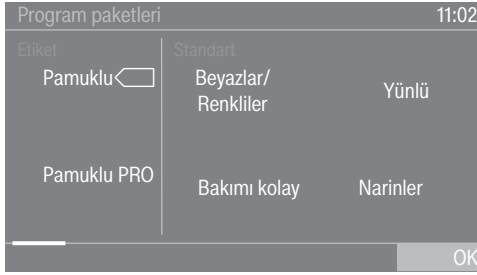 Program paketleri 11:02
Etiket
Pamuklu
Pamuklu PRO
Standart
Beyazlar/
Renkliler
Yünlü
Bakımı kolay
Narinler
OK